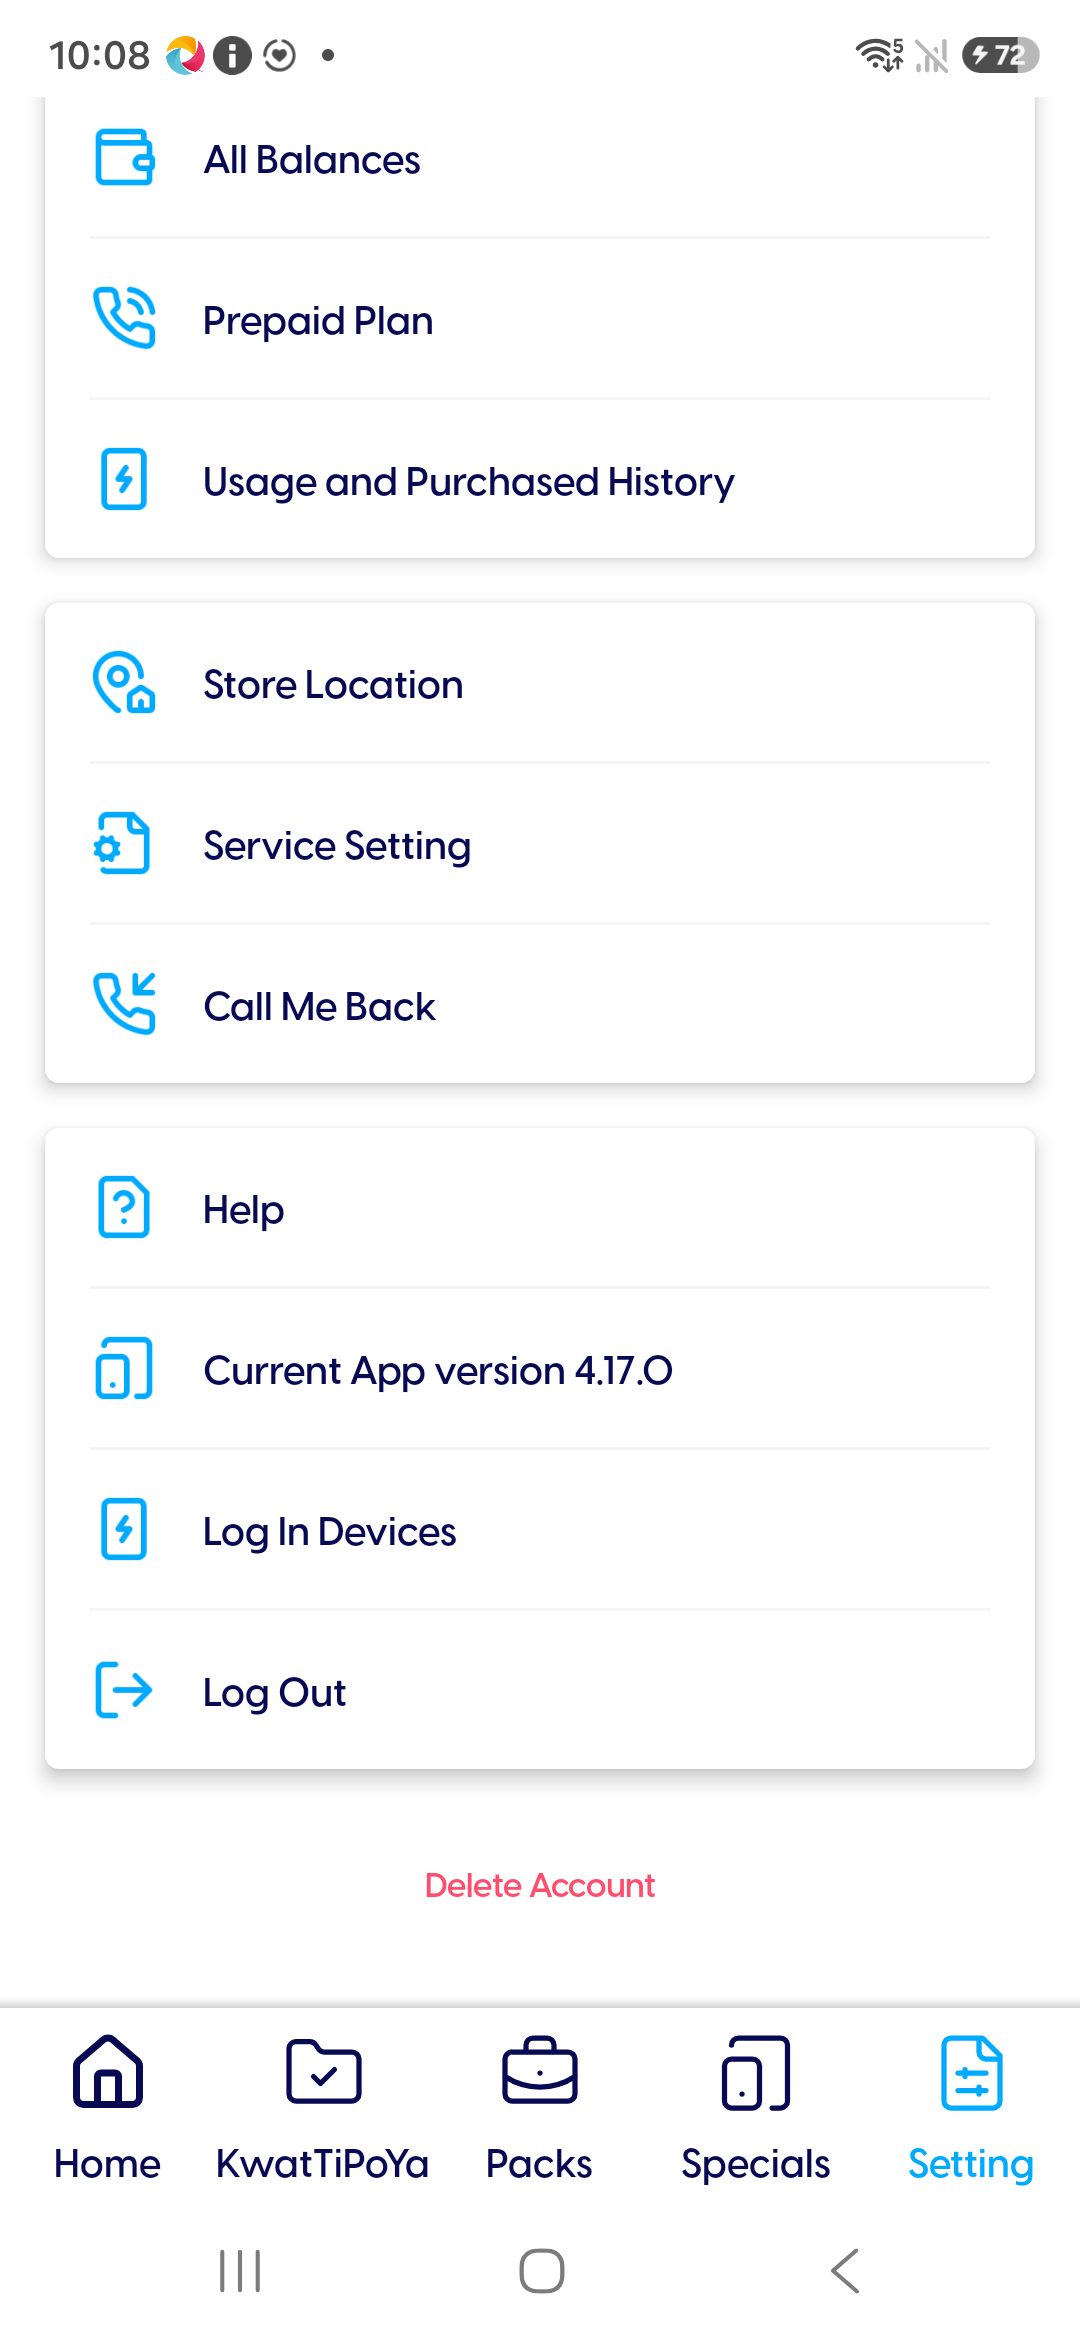 10:08
5
72
All Balances
Prepaid Plan
Usage and Purchased History
Store Location
Service Setting
Call Me Back
Help
Current App version 4.17.0
Log In Devices
Log Out
Delete Account
Home KwatTiPoYa Packs Specials Setting